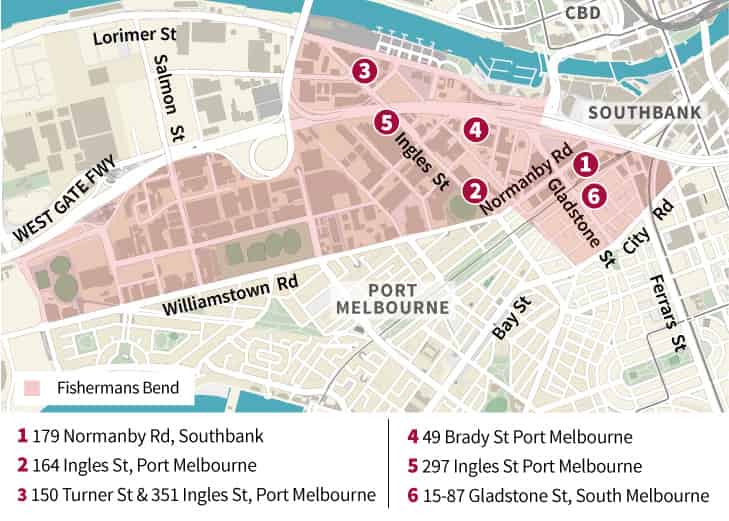 CBD
Lorimer St
Salmon St
3
SOUTHBANK
5
4
Ingles St
1
Normanby Rd
WEST GATE FWY
2
6
Gladstone St
City Rd
Williamstown Rd
PORT
MELBOURNE
Bay St
Ferrars St
Fishermans Bend
1 179 Normanby Rd, Southbank
2 164 Ingles St, Port Melbourne
3 150 Turner St & 351 Ingles St, Port Melbourne
4 49 Brady St Port Melbourne
5 297 Ingles St Port Melbourne
6 15-87 Gladstone St, South Melbourne